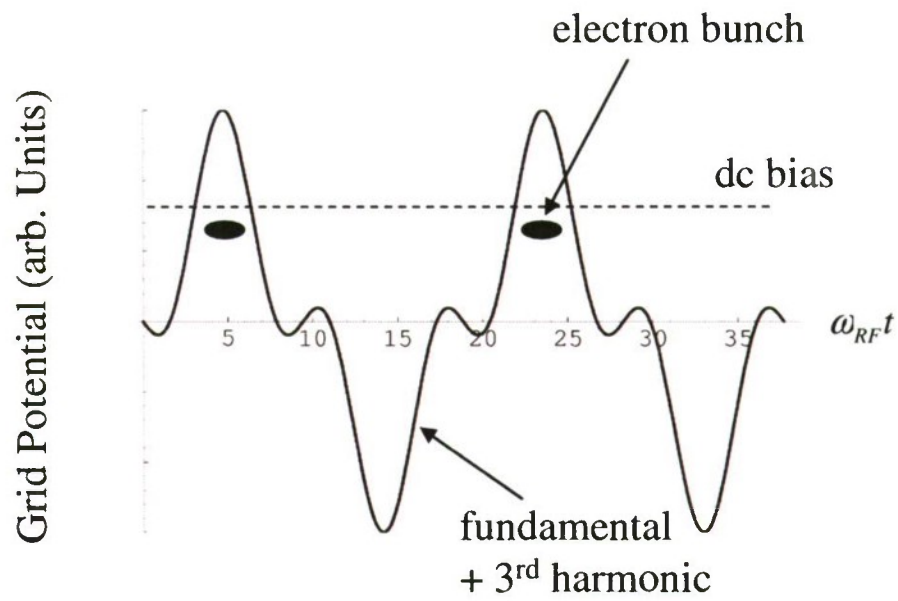 electron bunch
Grid Potential (arb. Units)
dc bias
5 10 15 20 25 30 35
ω_RF t
fundamental
+ 3rd harmonic